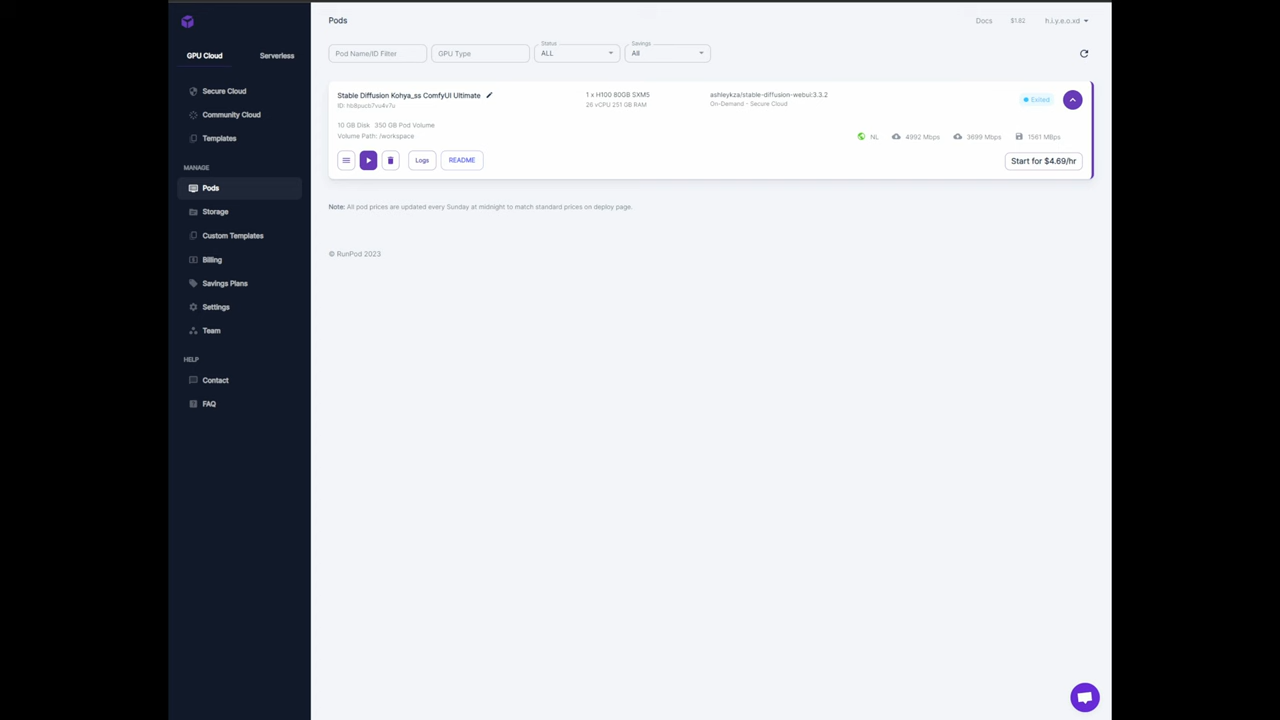 Pods
Docs
$1.82
h.i.y.e.o.xd
GPU Cloud
Serverless
Secure Cloud
Community Cloud
Templates
MANAGE
Pods
Storage
Custom Templates
Billing
Savings Plans
Settings
Team
HELP
Contact
FAQ
Pod Name/ID Filter
GPU Type
Status
ALL
Savings
All
Stable Diffusion Kohya_ss ComfyUI Ultimate
ID: hb8pucb7vu4v7u
1 x H100 80GB SXM5
26 vCPU 251 GB RAM
ashleykza/stable-diffusion-webui:3.3.2
On-Demand - Secure Cloud
Exited
10 GB Disk 350 GB Pod Volume
Volume Path: /workspace
NL
4992 Mbps
3699 Mbps
1561 MBps
Logs
README
Start for $4.69/hr
Note: All pod prices are updated every Sunday at midnight to match standard prices on deploy page.
© RunPod 2023